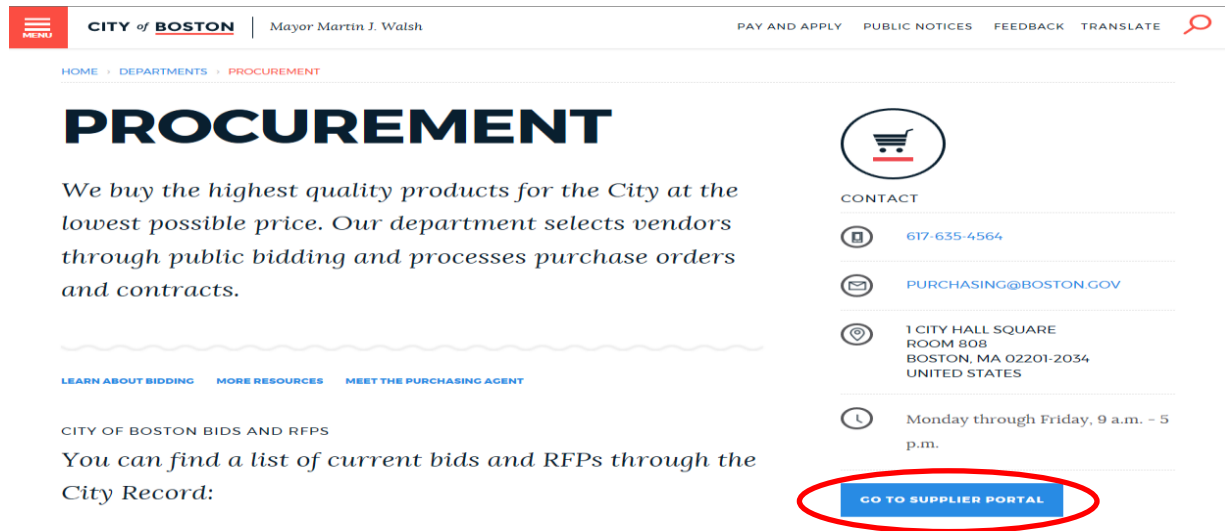 MENU
CITY of BOSTON
Mayor Martin J. Walsh
PAY AND APPLY PUBLIC NOTICES FEEDBACK TRANSLATE
HOME › DEPARTMENTS › PROCUREMENT
PROCUREMENT
We buy the highest quality products for the City at the
lowest possible price. Our department selects vendors
through public bidding and processes purchase orders
and contracts.
LEARN ABOUT BIDDING MORE RESOURCES MEET THE PURCHASING AGENT
CITY OF BOSTON BIDS AND RFPS
You can find a list of current bids and RFPs through the
City Record:
CONTACT
617-635-4564
PURCHASING@BOSTON.GOV
1 CITY HALL SQUARE
ROOM 808
BOSTON, MA 02201-2034
UNITED STATES
Monday through Friday, 9 a.m. - 5
p.m.
GO TO SUPPLIER PORTAL